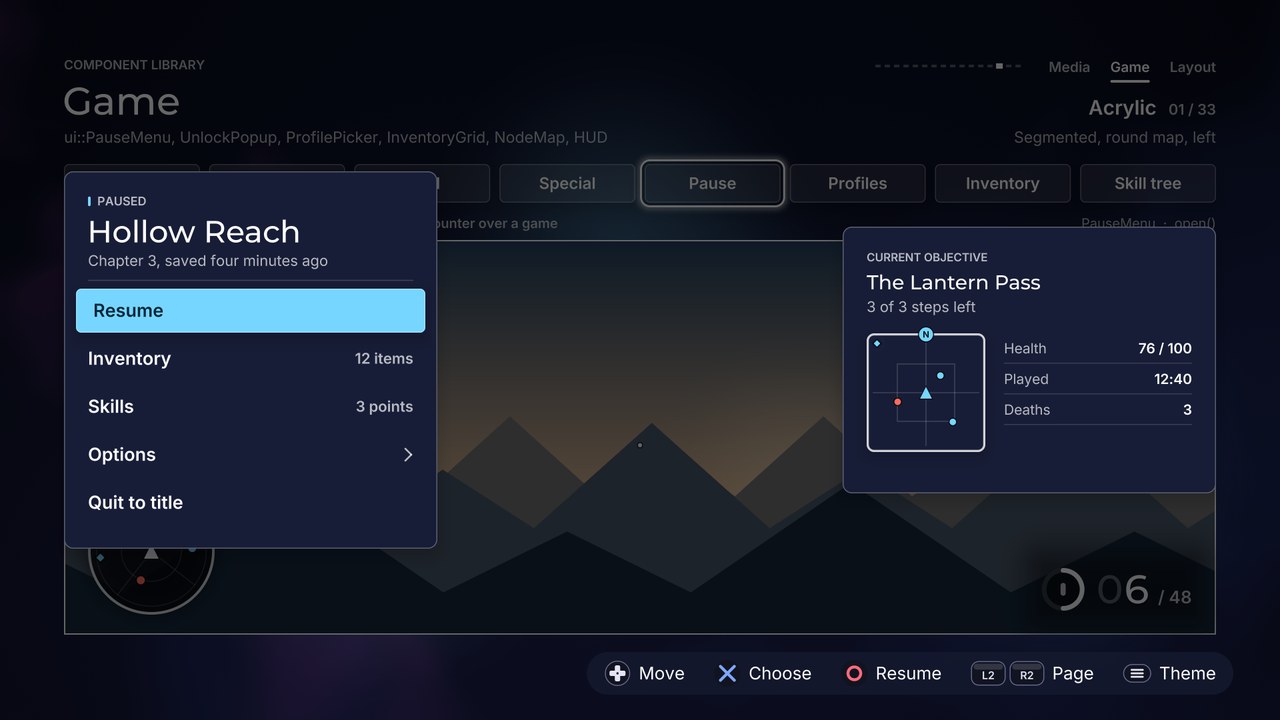 COMPONENT LIBRARY
Game
ui::PauseMenu, UnlockPopup, ProfilePicker, InventoryGrid, NodeMap, HUD
Media Game Layout
Acrylic 01 / 33
Segmented, round map, left
Special Pause Profiles Inventory Skill tree
over a game
PauseMenu · open()
PAUSED
Hollow Reach
Chapter 3, saved four minutes ago
Resume
Inventory 12 items
Skills 3 points
Options
Quit to title
CURRENT OBJECTIVE
The Lantern Pass
3 of 3 steps left
N
Health 76 / 100
Played 12:40
Deaths 3
06 / 48
Move Choose Resume L2 R2 Page Theme